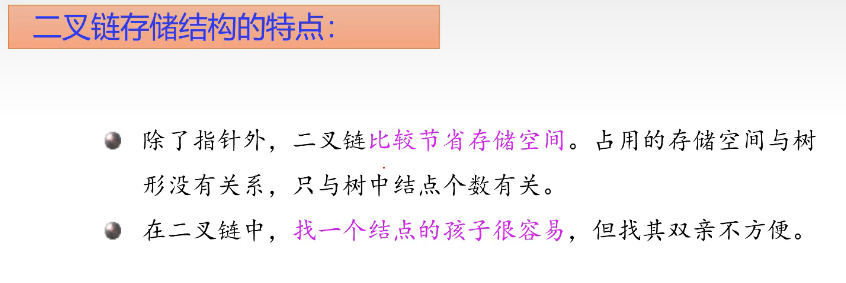 二叉链存储结构的特点：
除了指针外，二叉链比较节省存储空间。占用的存储空间与树
形没有关系，只与树中结点个数有关。
在二叉链中，找一个结点的孩子很容易，但找其双亲不方便。